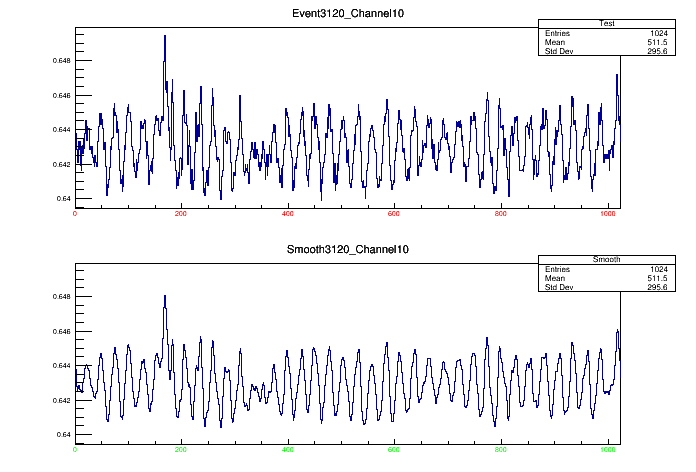 Event3120_Channel10
Test
Entries 1024
Mean 511.5
Std Dev 295.6
0.648
0.646
0.644
0.642
0.64
0 200 400 600 800 1000
Smooth3120_Channel10
Smooth
Entries 1024
Mean 511.5
Std Dev 295.6
0.648
0.646
0.644
0.642
0.64
0 200 400 600 800 1000